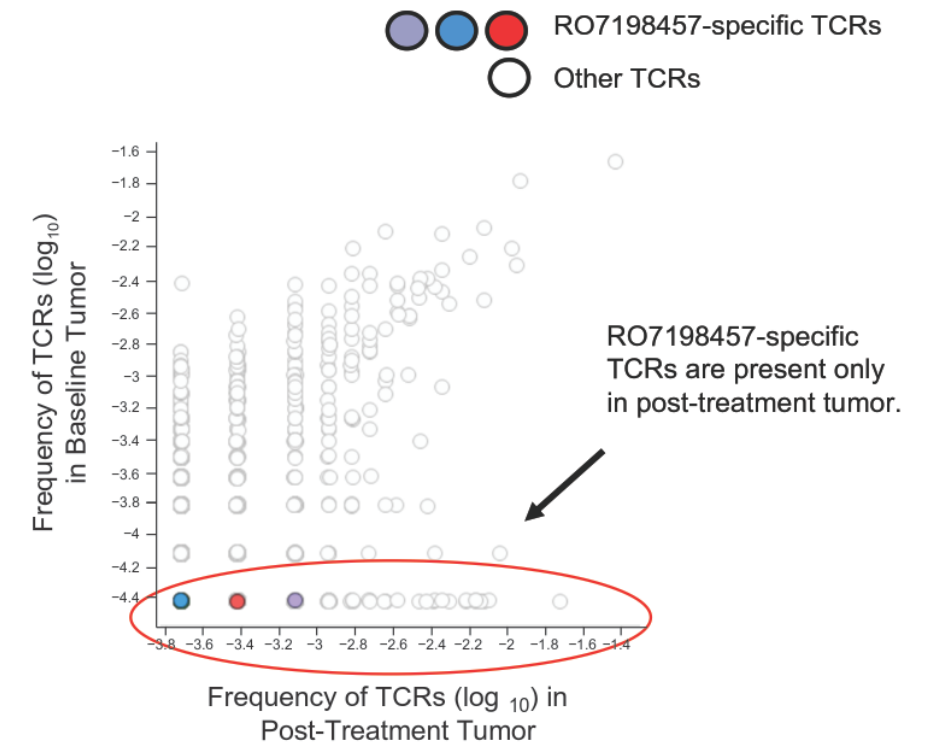 RO7198457-specific TCRs
Other TCRs
Frequency of TCRs (log10)
in Baseline Tumor
−1.6
−1.8
−2
−2.2
−2.4
−2.6
−2.8
−3
−3.2
−3.4
−3.6
−3.8
−4
−4.2
−4.4
RO7198457-specific
TCRs are present only
in post-treatment tumor.
−3.8 −3.6 −3.4 −3.2 −3 −2.8 −2.6 −2.4 −2.2 −2 −1.8 −1.6 −1.4
Frequency of TCRs (log 10) in
Post-Treatment Tumor